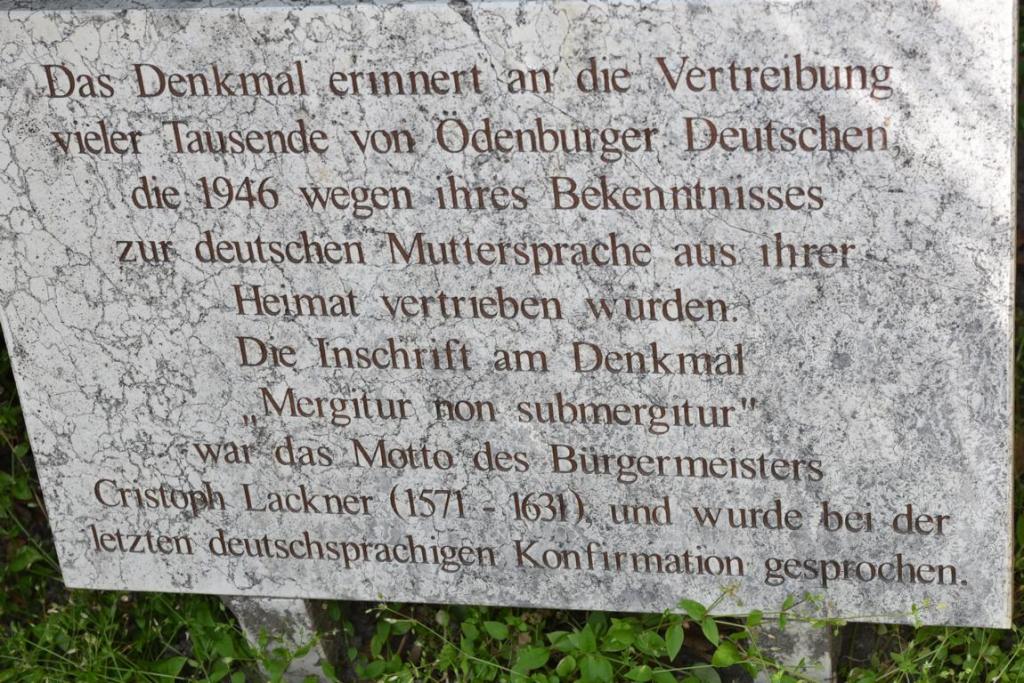 Das Denkmal erinnert an die Vertreibung
vieler Tausende von Ödenburger Deutschen,
die 1946 wegen ihres Bekenntnisses
zur deutschen Muttersprache aus ihrer
Heimat vertrieben wurden.
Die Inschrift am Denkmal
„Mergitur non submergitur"
war das Motto des Bürgermeisters
Cristoph Lackner (1571 - 1631), und wurde bei der
letzten deutschsprachigen Konfirmation gesprochen.